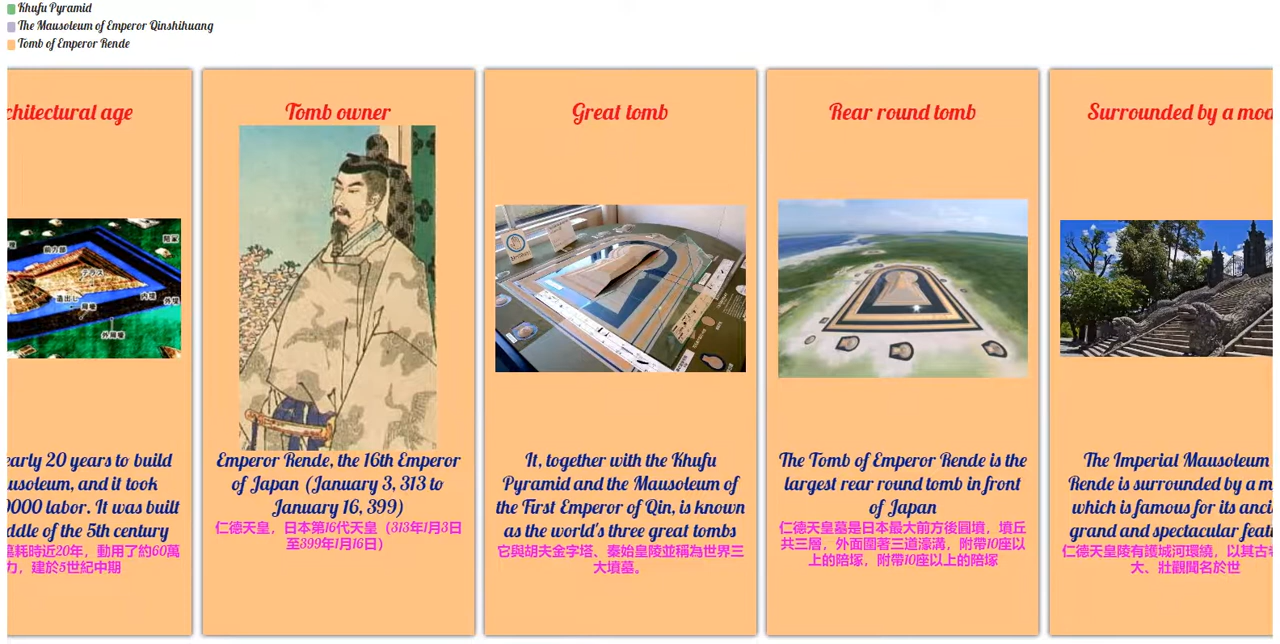 Khufu Pyramid
The Mausoleum of Emperor Qinshihuang
Tomb of Emperor Rende
chitectural age
early 20 years to build
usoleum, and it took
0000 labor. It was built
ddle of the 5th century
耗時近20年，動用了約60萬
力，建於5世紀中期
Tomb owner
Emperor Rende, the 16th Emperor
of Japan (January 3, 313 to
January 16, 399)
仁德天皇，日本第16代天皇（313年1月3日
至399年1月16日）
Great tomb
It, together with the Khufu
Pyramid and the Mausoleum of
the First Emperor of Qin, is known
as the world's three great tombs
它與胡夫金字塔、秦始皇陵並稱為世界三
大墳墓。
Rear round tomb
The Tomb of Emperor Rende is the
largest rear round tomb in front
of Japan
仁德天皇墓是日本最大前方後圓墳，墳丘
共三層，外面圍著三道濠溝，附帶10座以
上的陪塚，附帶10座以上的陪塚
Surrounded by a moa
The Imperial Mausoleum
Rende is surrounded by a m
which is famous for its anci
grand and spectacular featu
仁德天皇陵有護城河環繞，以其古
大、壯觀聞名於世